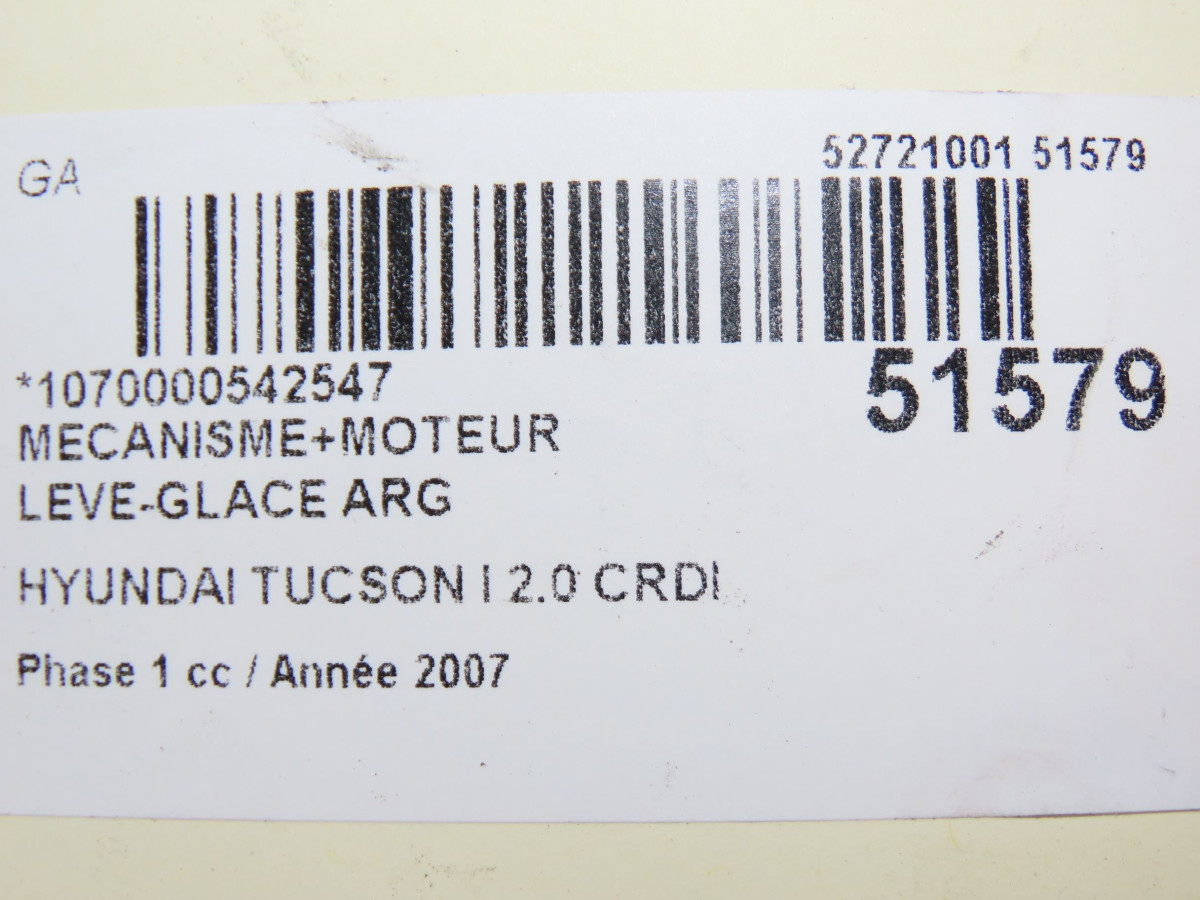 GA
52721001 51579
*1070000542547
51579
MECANISME+MOTEUR
LEVE-GLACE ARG
HYUNDAI TUCSON I 2.0 CRDI
Phase 1 cc / Année 2007